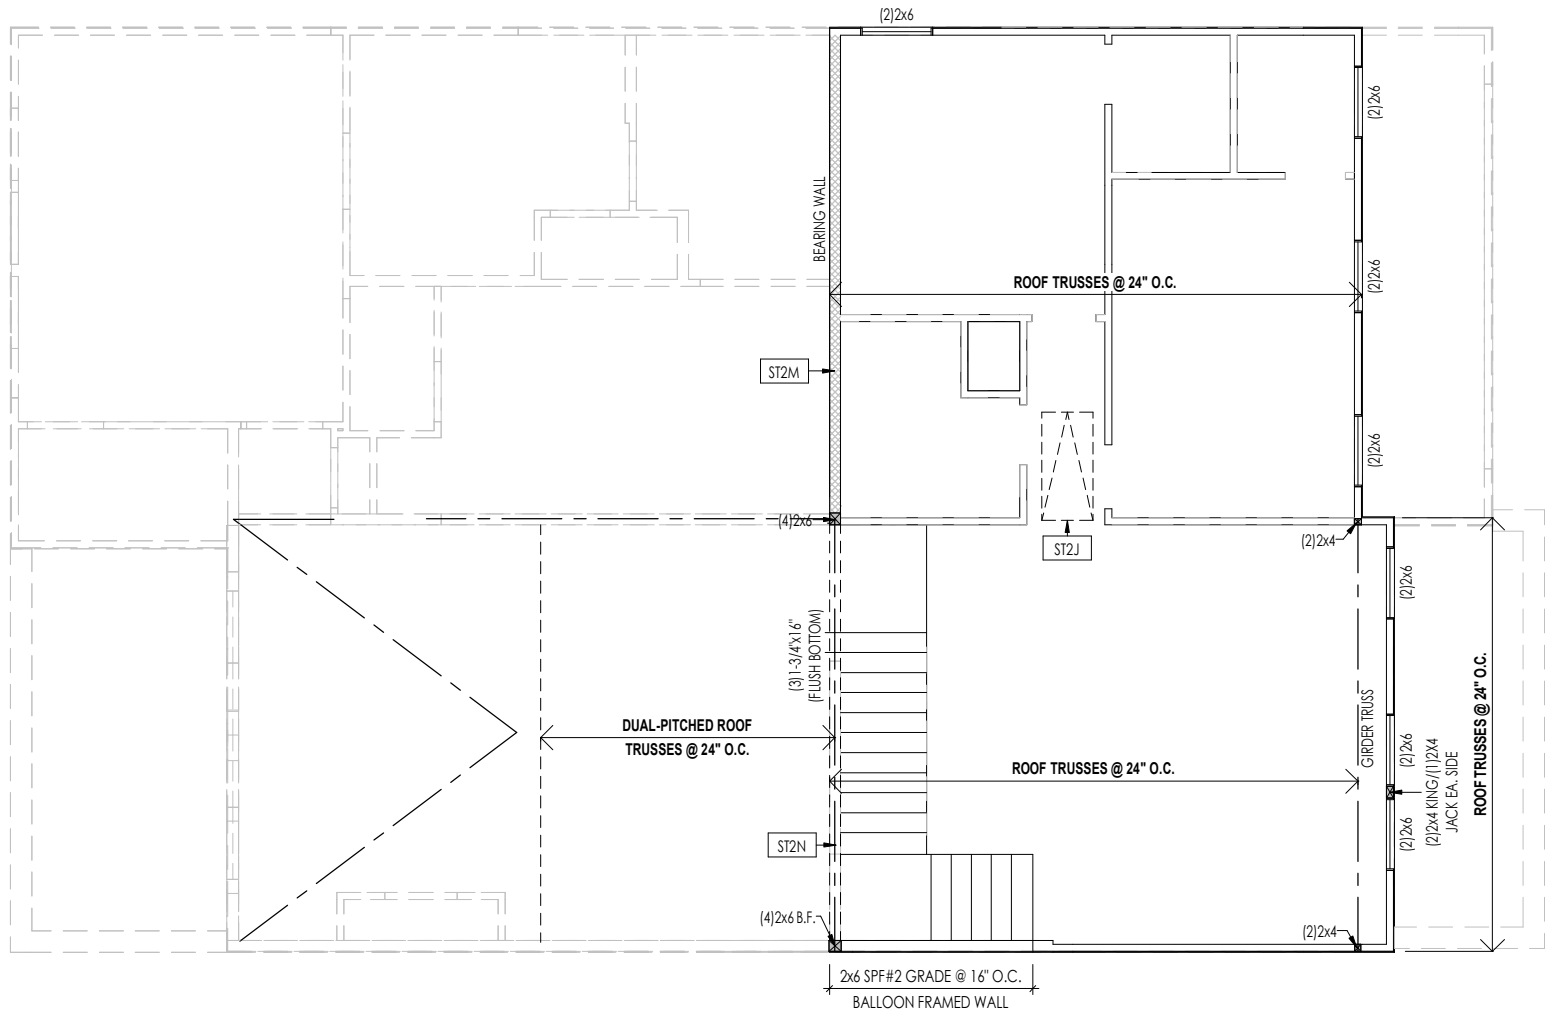 (2)2x6
(2)2x6
BEARING WALL
(2)2x6
ROOF TRUSSES @ 24" O.C.
ST2M
(2)2x6
(4)2x6
(2)2x4
ST2J
(2)2x6
(3)1-3/4"x16"
(FLUSH BOTTOM)
DUAL-PITCHED ROOF
TRUSSES @ 24" O.C.
GIRDER TRUSS
ROOF TRUSSES @ 24" O.C.
ROOF TRUSSES @ 24" O.C.
(2)2x6
(2)2x4 KING/(1)2X4
JACK EA. SIDE
(2)2x6
ST2N
(4)2x6 B.F.
(2)2x4
2x6 SPF#2 GRADE @ 16" O.C.
BALLOON FRAMED WALL